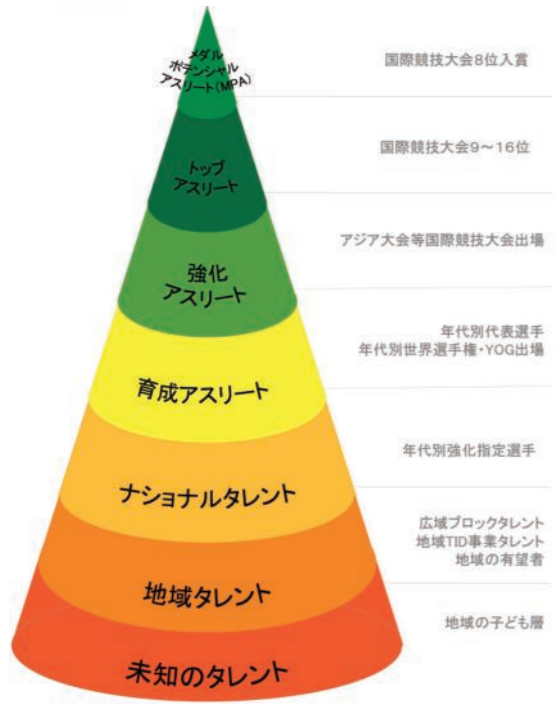 メダル
ポテンシャル
アスリート(MPA)
国際競技大会8位入賞
トップ
アスリート
国際競技大会9～16位
強化
アスリート
アジア大会等国際競技大会出場
育成アスリート
年代別代表選手
年代別世界選手権・YOG出場
ナショナルタレント
年代別強化指定選手
地域タレント
広域ブロックタレント
地域TID事業タレント
地域の有望者
未知のタレント
地域の子ども層